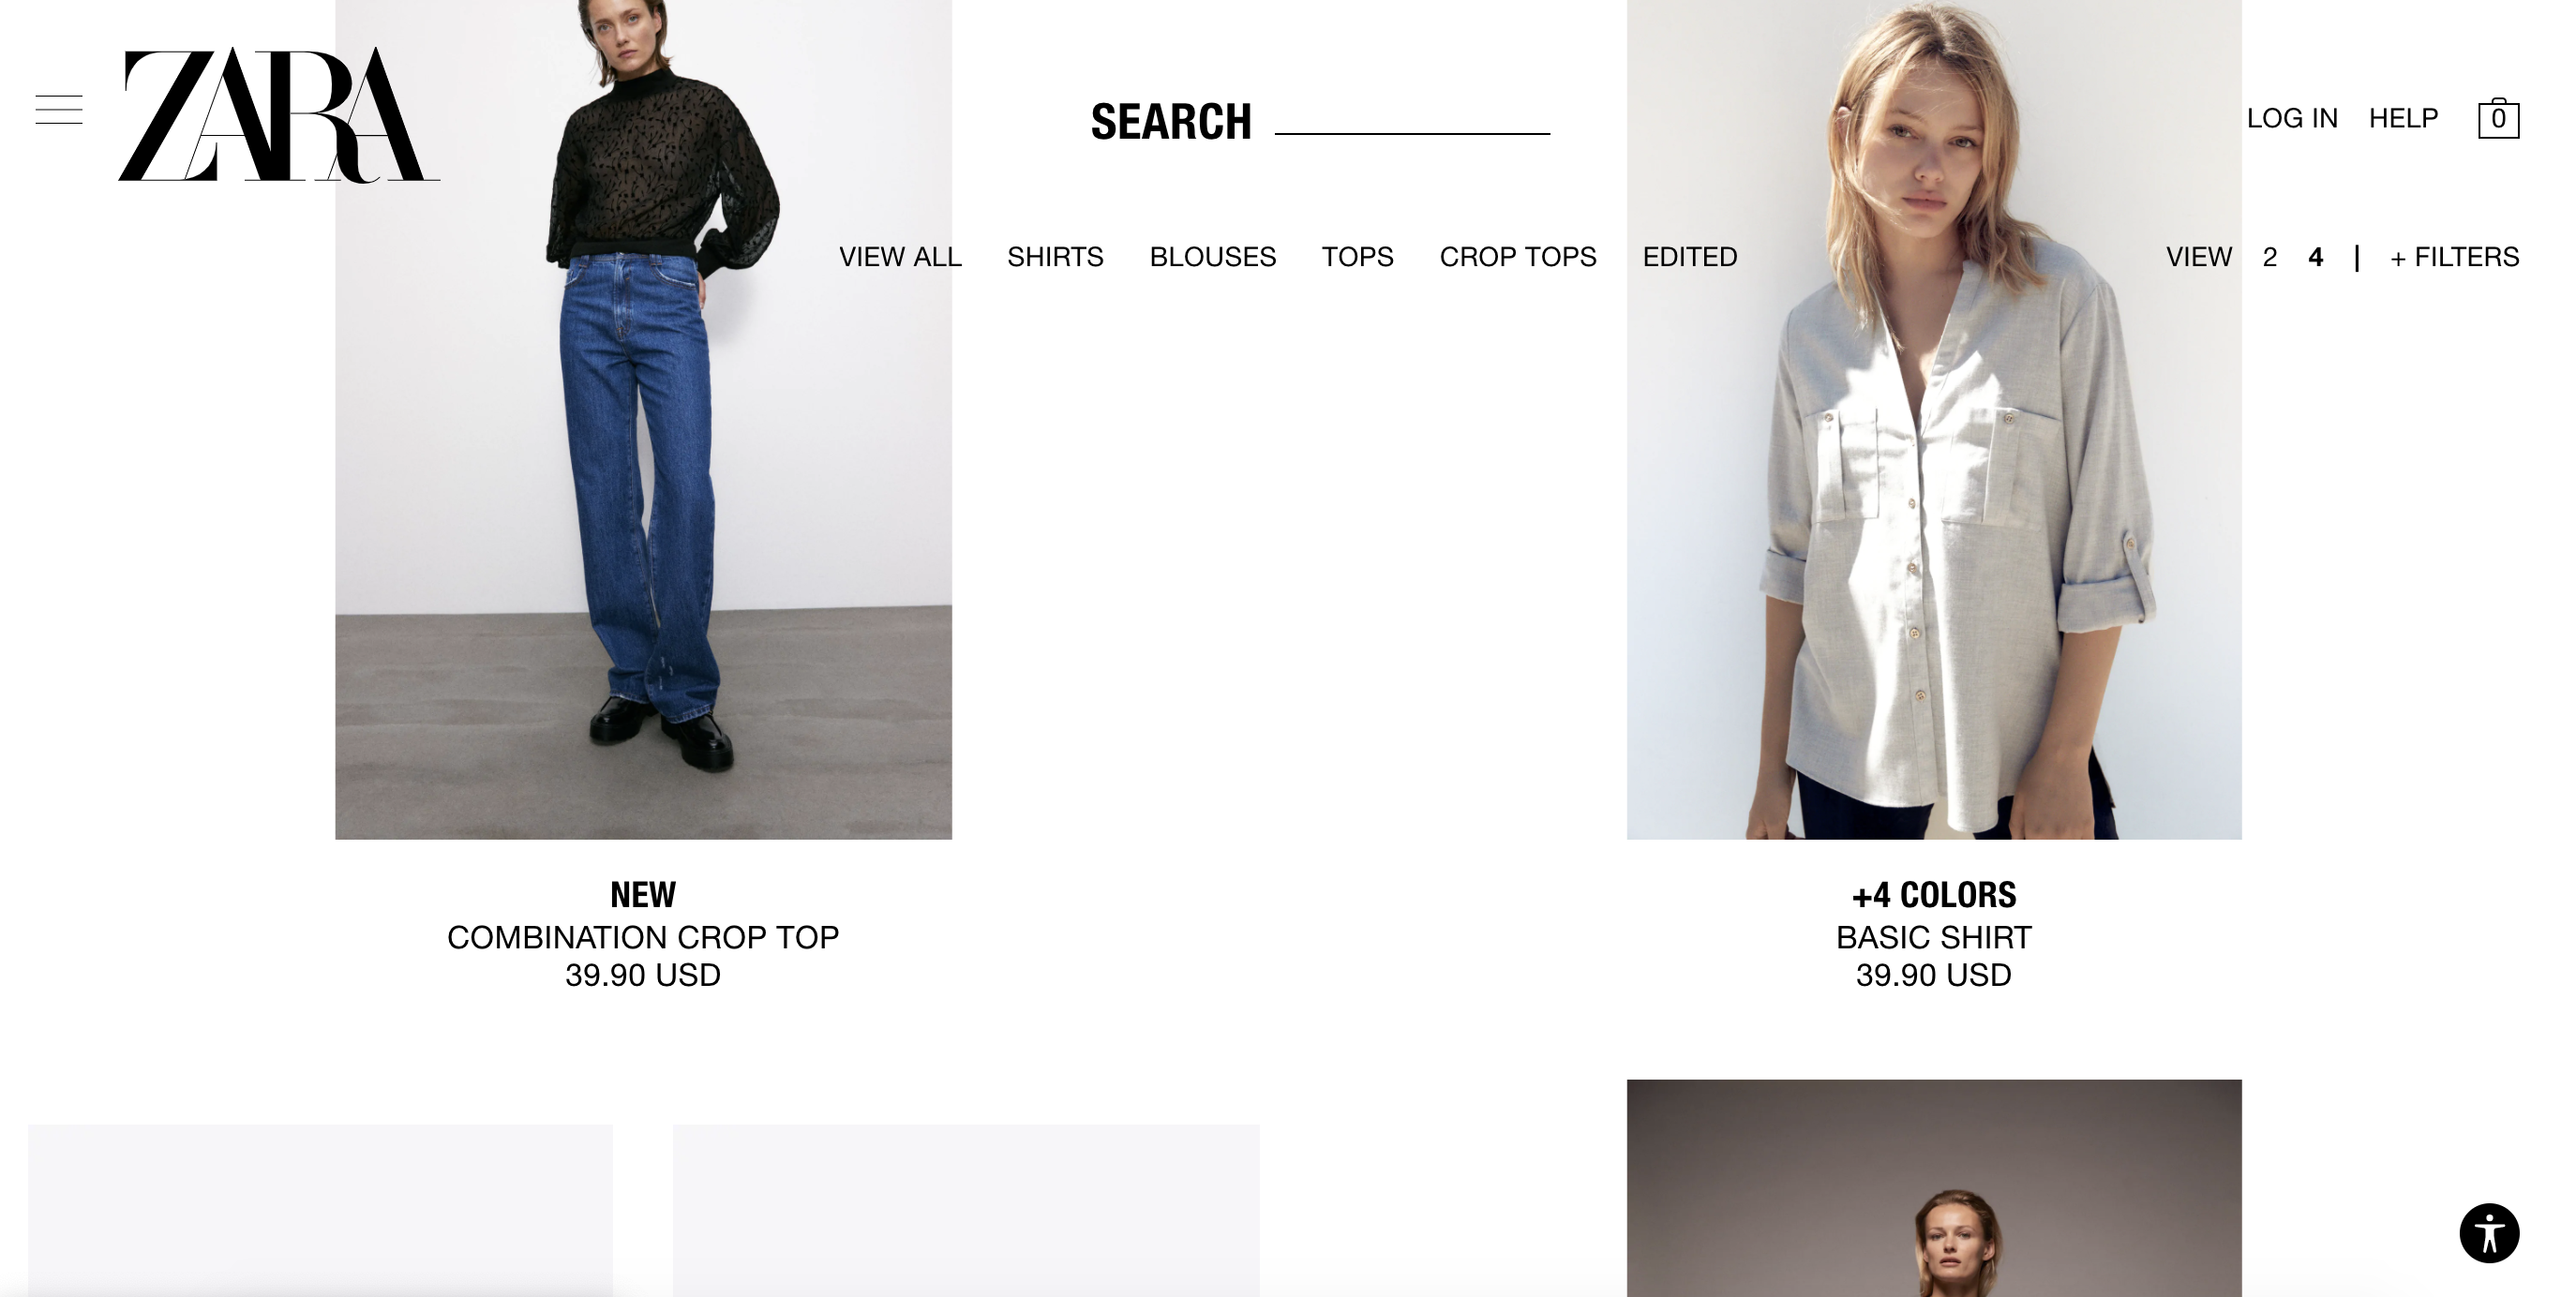 ZARA
SEARCH
LOG IN HELP 0
VIEW ALL SHIRTS BLOUSES TOPS CROP TOPS EDITED
VIEW 2 4 | + FILTERS
NEW
COMBINATION CROP TOP
39.90 USD
+4 COLORS
BASIC SHIRT
39.90 USD